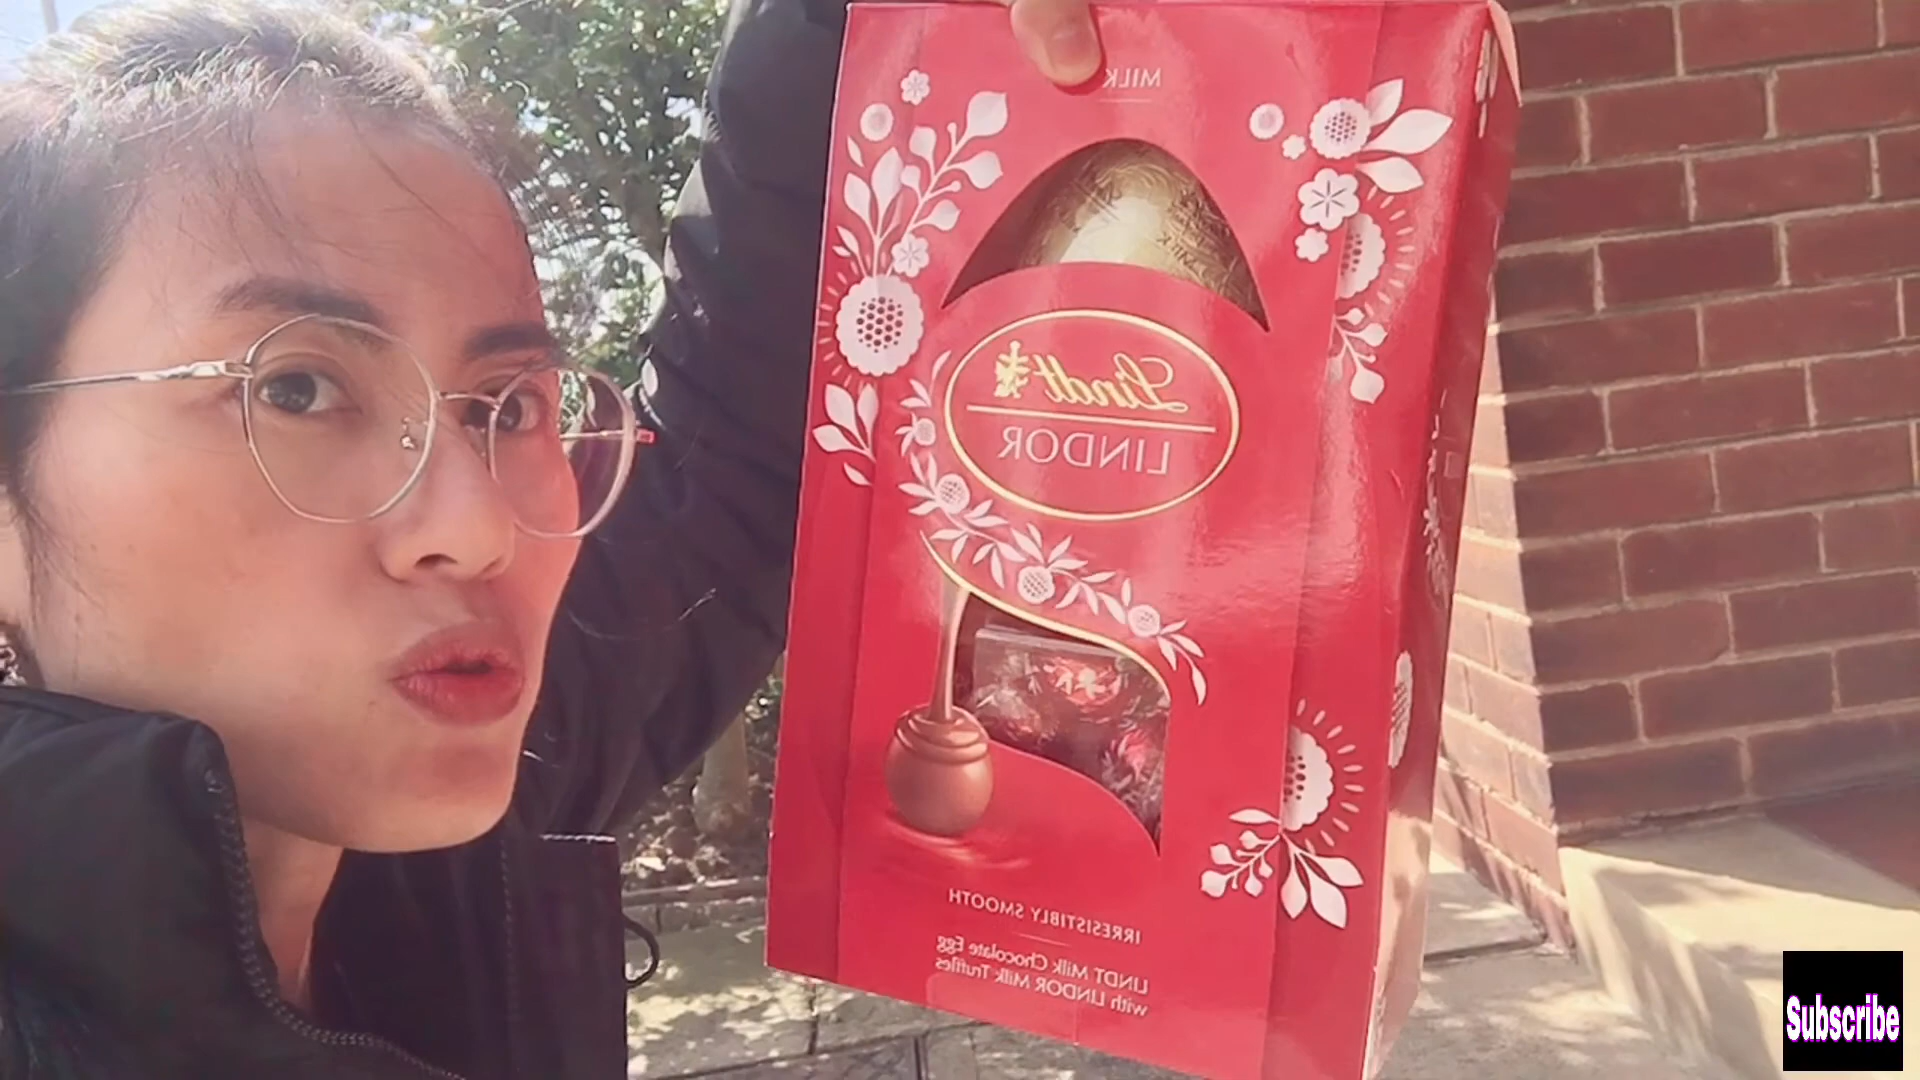 MILK
Lindt
LINDOR
IRRESISTIBLY SMOOTH
LINDT Milk Chocolate Egg
with LINDOR Milk Truffles
Subscribe